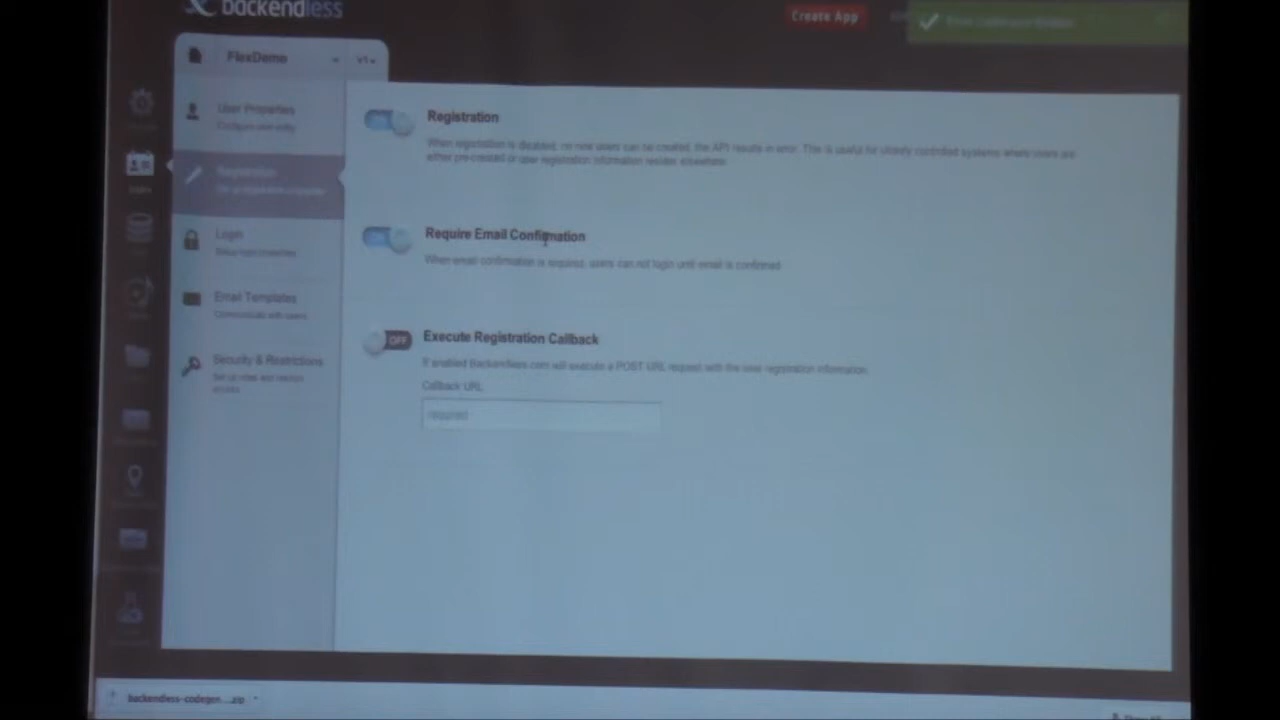 backendless
Create App
FlexDemo
v1
User Properties
Configure user entity
Registration
Registration
When registration is disabled, no new users can be created, the API results in error. This is useful for closely controlled systems where users are
either pre-created or user registration information resides elsewhere.
Login
Require Email Confirmation
When email confirmation is required, users can not login until email is confirmed
Email Templates
Communicate with users
Security & Restrictions
OFF
Execute Registration Callback
If enabled Backendless.com will execute a POST URL request with the user registration information.
Callback URL
required
backendless-codegen....zip